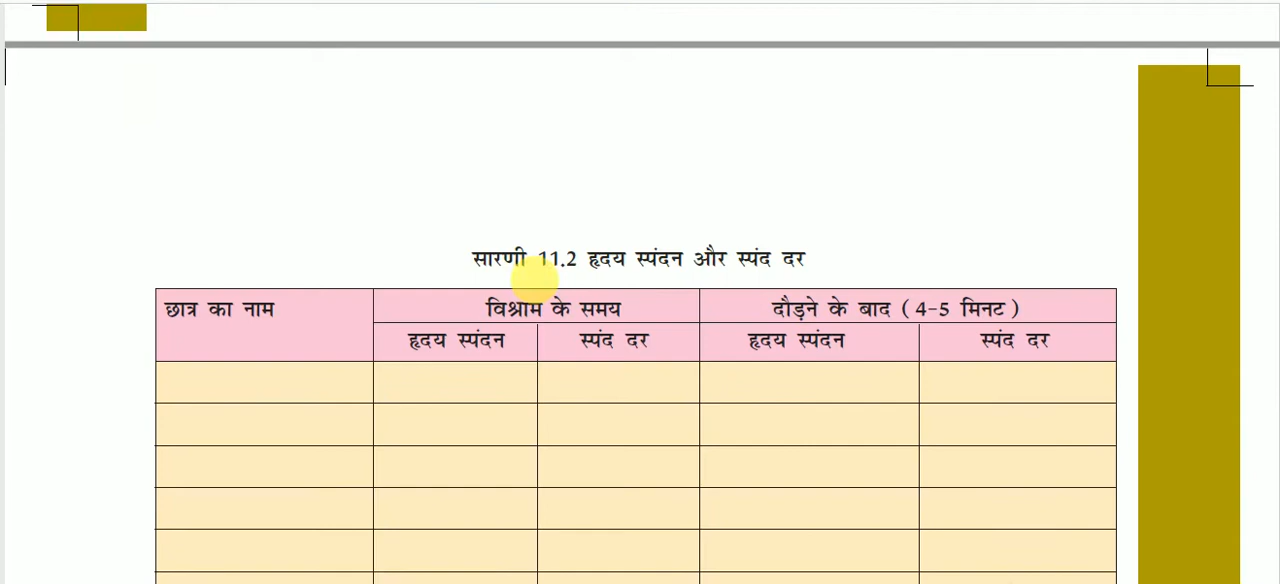 सारणी 11.2 हृदय स्पंदन और स्पंद दर
छात्र का नाम विश्राम के समय दौड़ने के बाद (4-5 मिनट)
हृदय स्पंदन स्पंद दर हृदय स्पंदन स्पंद दर